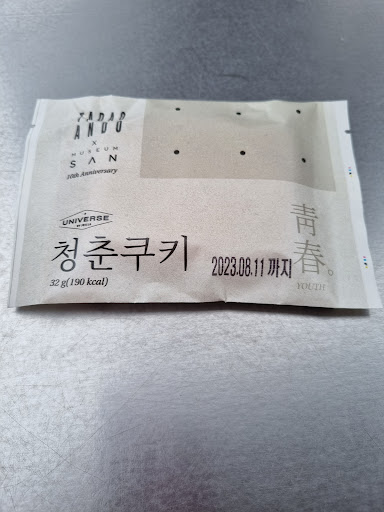 TADAO
ANDO
X
MUSEUM
SAN
10th Anniversary
UNIVERSE
청춘쿠키
32 g(190 kcal)
2023.08.11 까지
青
春。
YOUTH